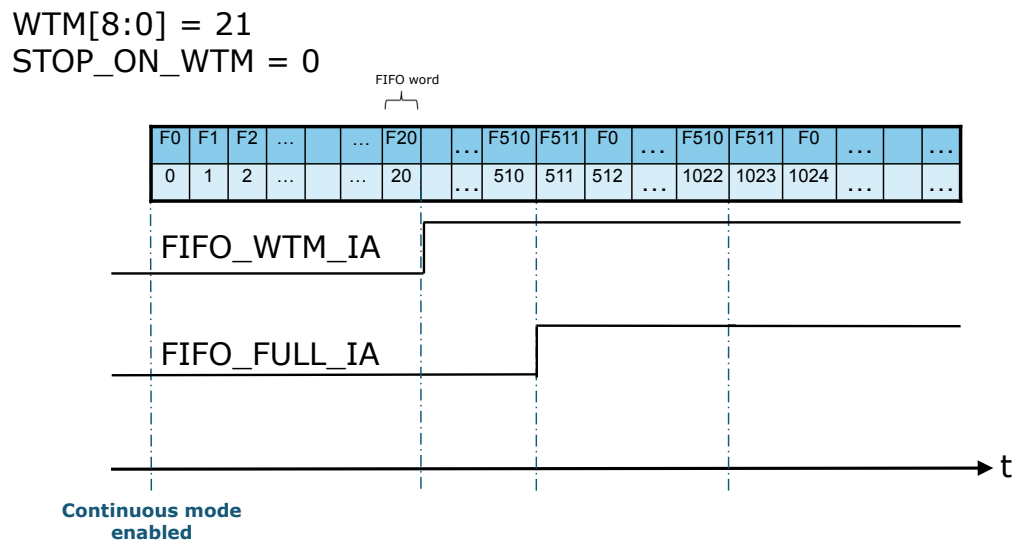 WTM[8:0] = 21
STOP_ON_WTM = 0
FIFO word
F0 F1 F2 ... ... F20 ... F510 F511 F0 ... F510 F511 F0 ... ...
0 1 2 ... ... 20 ... 510 511 512 ... 1022 1023 1024 ... ...
FIFO_WTM_IA
FIFO_FULL_IA
t
Continuous mode
enabled